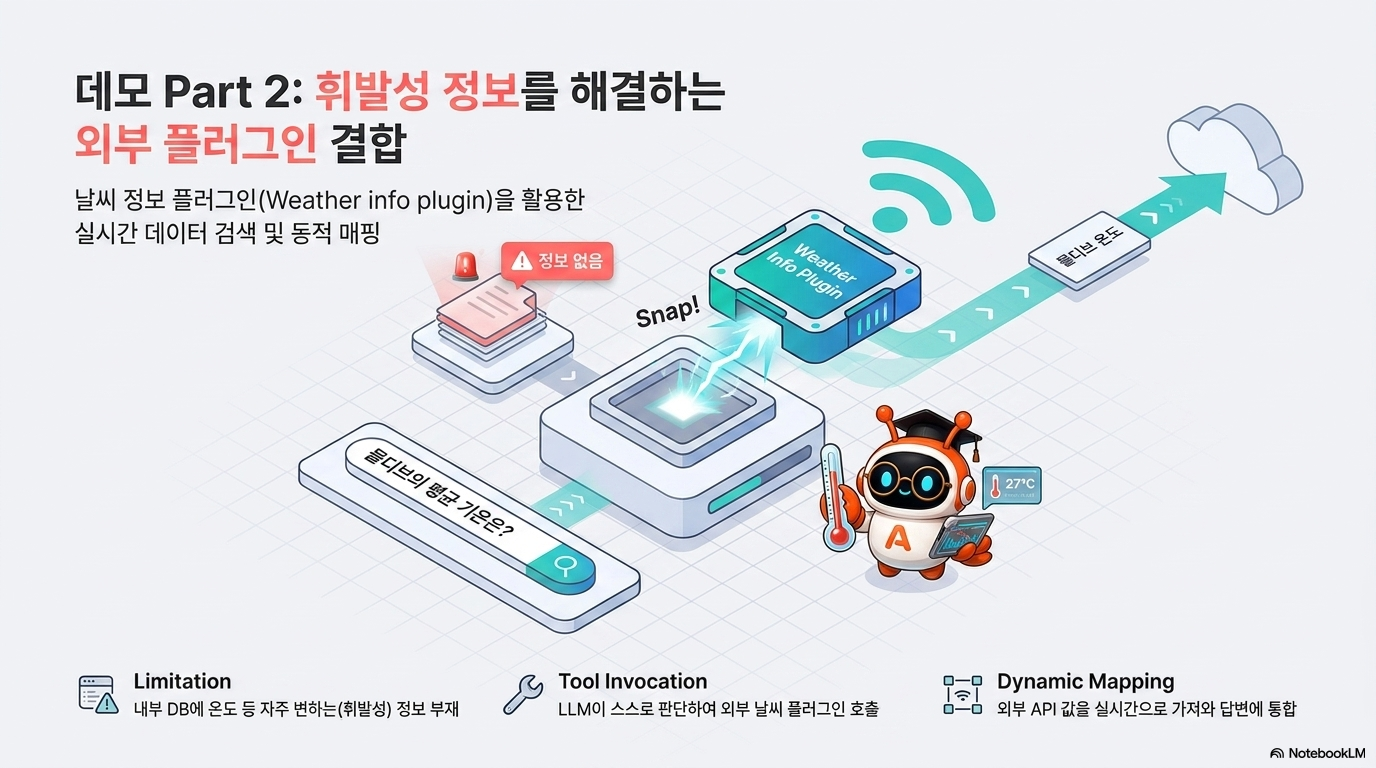 데모 Part 2: 휘발성 정보를 해결하는
외부 플러그인 결합
날씨 정보 플러그인(Weather info plugin)을 활용한
실시간 데이터 검색 및 동적 매핑
정보 없음
Snap!
Weather
Info Plugin
몰디브 온도
몰디브의 평균 기온은?
27°C
A
Limitation
내부 DB에 온도 등 자주 변하는(휘발성) 정보 부재
Tool Invocation
LLM이 스스로 판단하여 외부 날씨 플러그인 호출
Dynamic Mapping
외부 API 값을 실시간으로 가져와 답변에 통합
NotebookLM